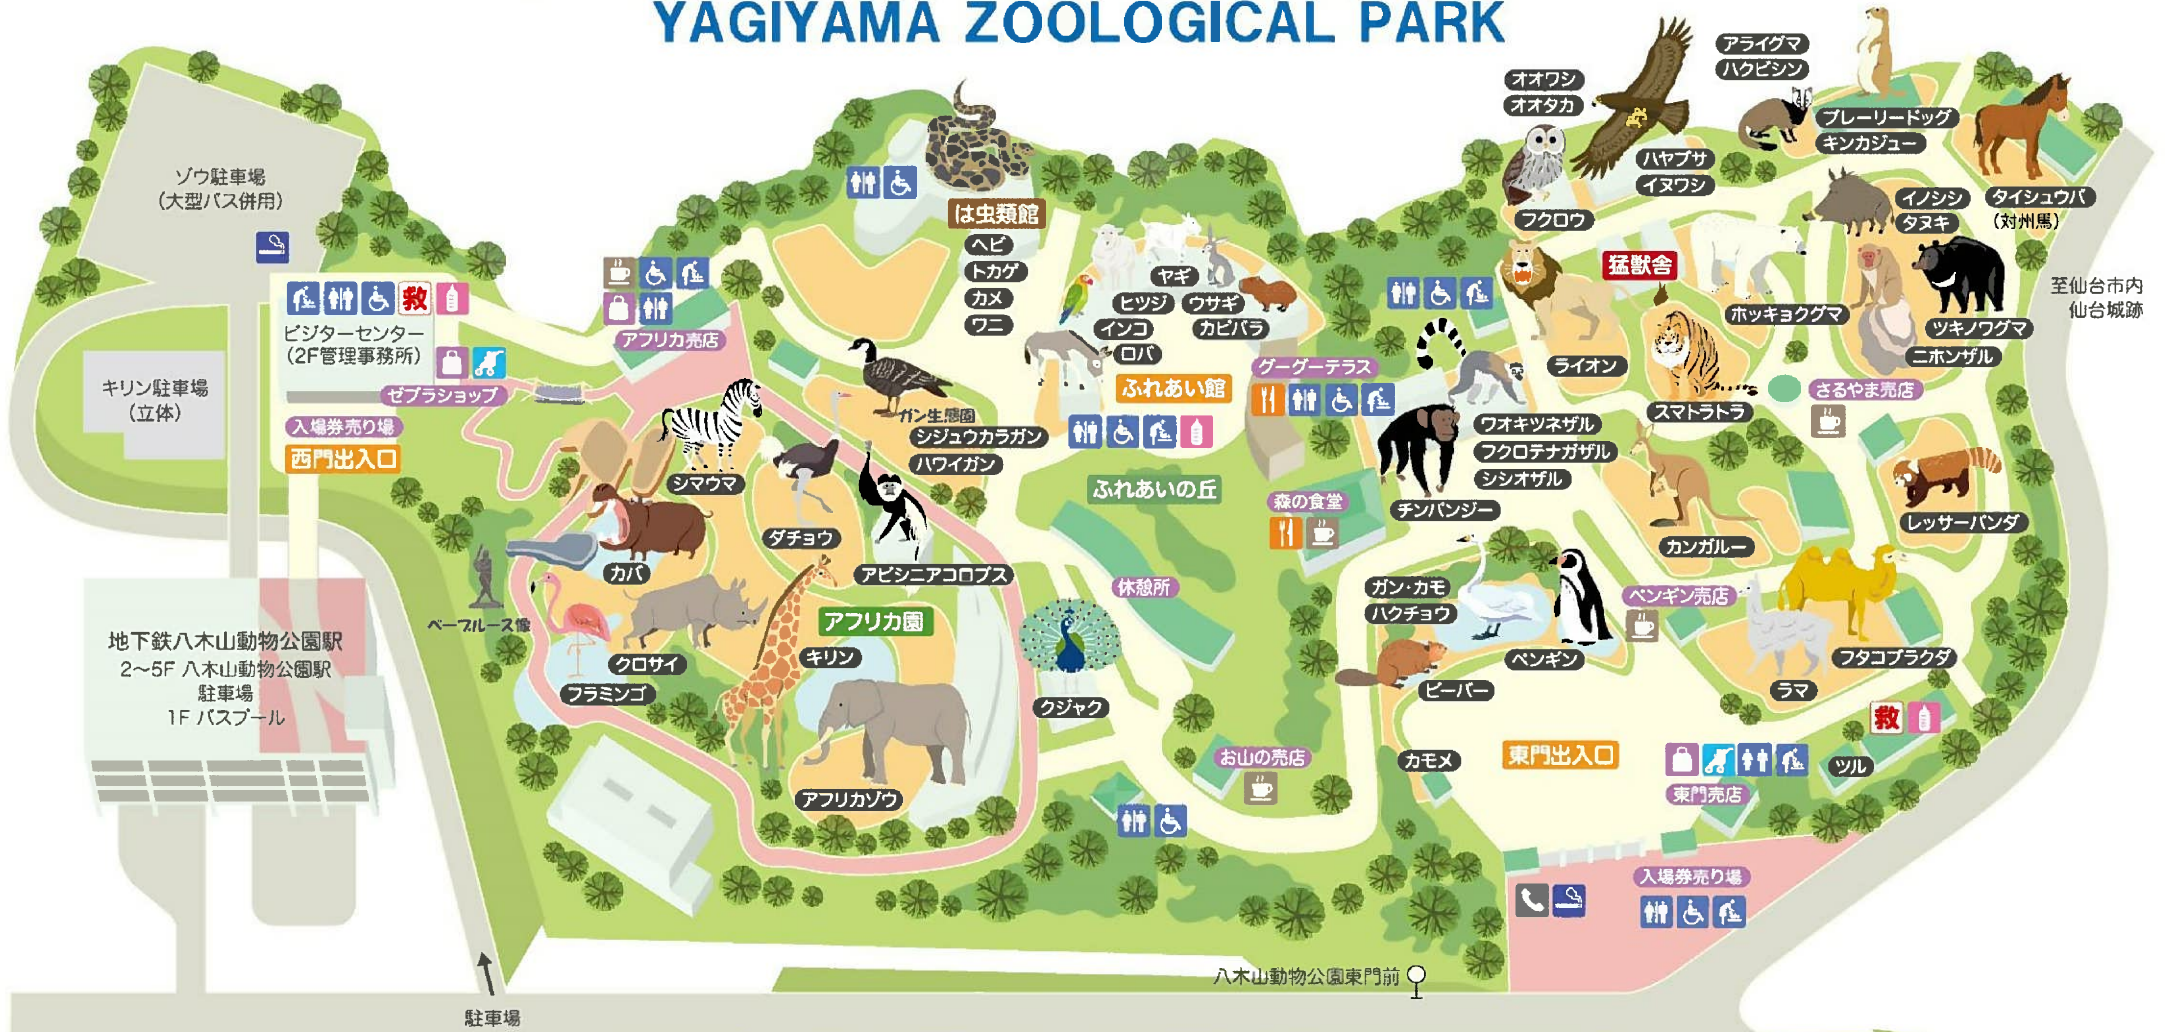 YAGIYAMA ZOOLOGICAL PARK
ゾウ駐車場
（大型バス併用）
救
ビジターセンター
（2F管理事務所）
ゼブラショップ
キリン駐車場
（立体）
入場券売り場
西門出入口
地下鉄八木山動物公園駅
2〜5F 八木山動物公園駅
駐車場
1F バスプール
駐車場
アフリカ売店
は虫類館
ヘビ
トカゲ
カメ
ワニ
ヤギ
ヒツジ
ウサギ
インコ
カピバラ
ロバ
ふれあい館
グーグーテラス
ふれあいの丘
森の食堂
休憩所
ガン生態園
シジュウカラガン
ハワイガン
シマウマ
ダチョウ
アビシニアコロブス
カバ
ベーブルース像
クロサイ
フラミンゴ
アフリカ園
キリン
アフリカゾウ
クジャク
お山の売店
オオワシ
オオタカ
アライグマ
ハクビシン
プレーリードッグ
キンカジュー
ハヤブサ
イヌワシ
フクロウ
イノシシ
タヌキ
タイシュウバ
（対州馬）
猛獣舎
ホッキョクグマ
ツキノワグマ
ニホンザル
ライオン
スマトラトラ
さるやま売店
至仙台市内
仙台城跡
ワオキツネザル
フクロテナガザル
シシオザル
チンパンジー
カンガルー
レッサーパンダ
ガン・カモ
ハクチョウ
ペンギン
ペンギン売店
ビーバー
フタコブラクダ
ラマ
救
カモメ
東門出入口
ツル
東門売店
入場券売り場
八木山動物公園東門前